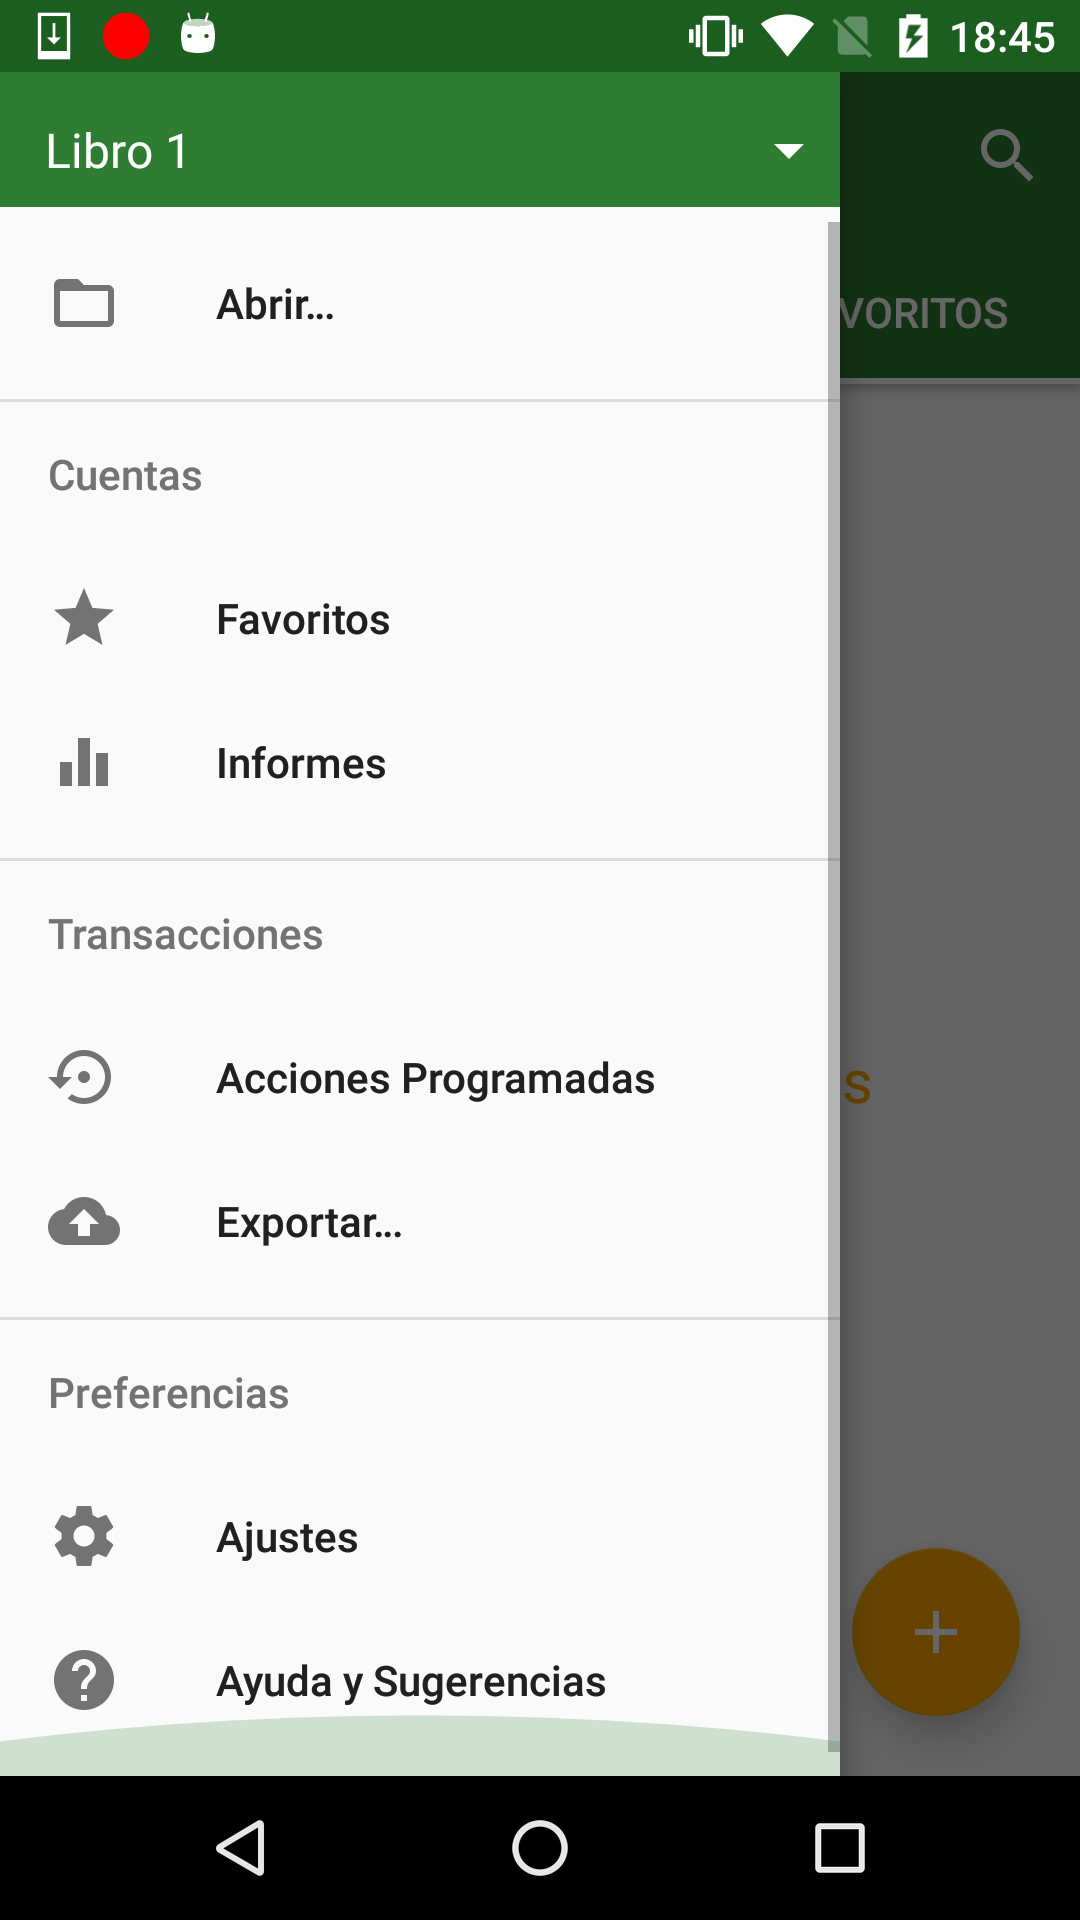 18:45
Libro 1
Abrir...
VORITOS
Cuentas
Favoritos
Informes
Transacciones
Acciones Programadas
s
Exportar...
Preferencias
Ajustes
Ayuda y Sugerencias